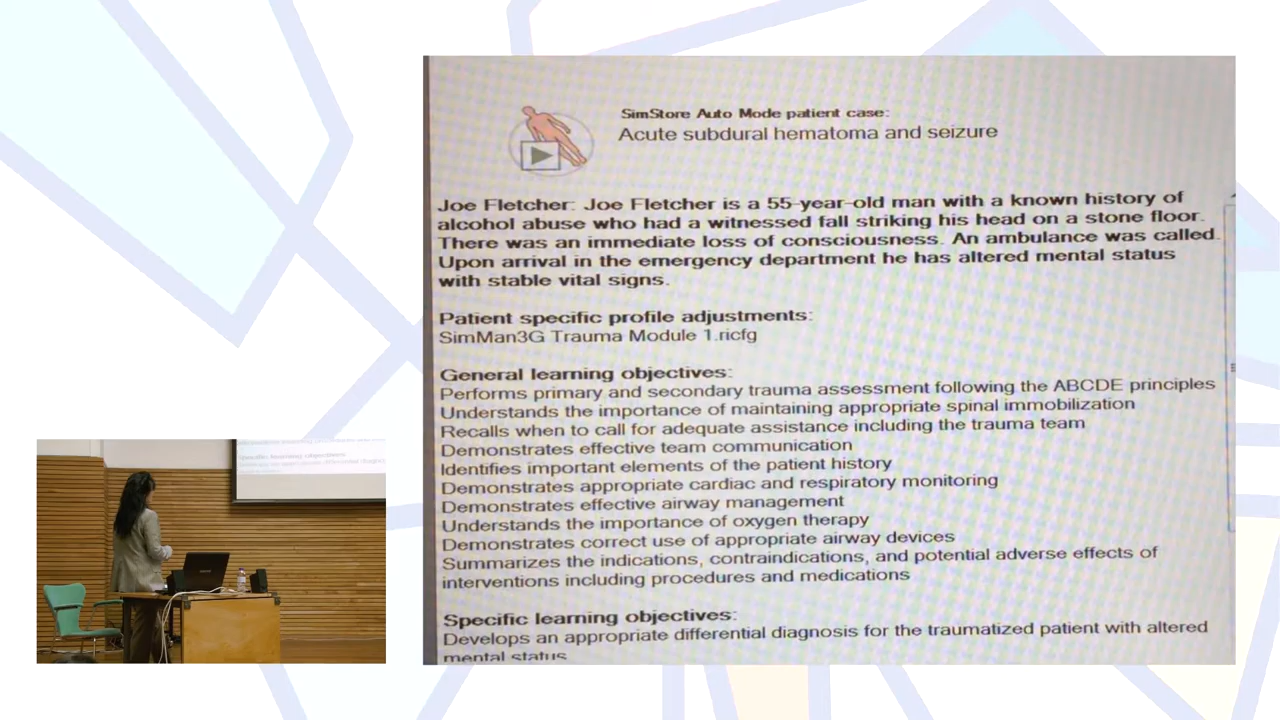 SimStore Auto Mode patient case:
Acute subdural hematoma and seizure
Joe Fletcher: Joe Fletcher is a 55-year-old man with a known history of
alcohol abuse who had a witnessed fall striking his head on a stone floor.
There was an immediate loss of consciousness. An ambulance was called.
Upon arrival in the emergency department he has altered mental status
with stable vital signs.
Patient specific profile adjustments:
SimMan3G Trauma Module 1.ricfg
General learning objectives:
Performs primary and secondary trauma assessment following the ABCDE principles
Understands the importance of maintaining appropriate spinal immobilization
Recalls when to call for adequate assistance including the trauma team
Demonstrates effective team communication
Identifies important elements of the patient history
Demonstrates appropriate cardiac and respiratory monitoring
Demonstrates effective airway management
Understands the importance of oxygen therapy
Demonstrates correct use of appropriate airway devices
Summarizes the indications, contraindications, and potential adverse effects of
interventions including procedures and medications
Specific learning objectives:
Develops an appropriate differential diagnosis for the traumatized patient with altered
mental status
Specific learning objectives: